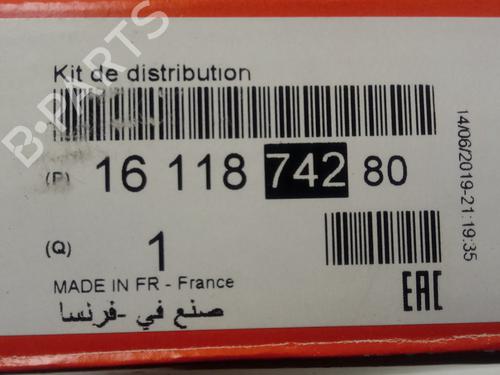 B-PARTS
Kit de distribution
(P) 16 118 742 80
14/06/2019-21:19:35
(Q) 1
MADE IN FR - France
صنع في -فرنسا
EAC